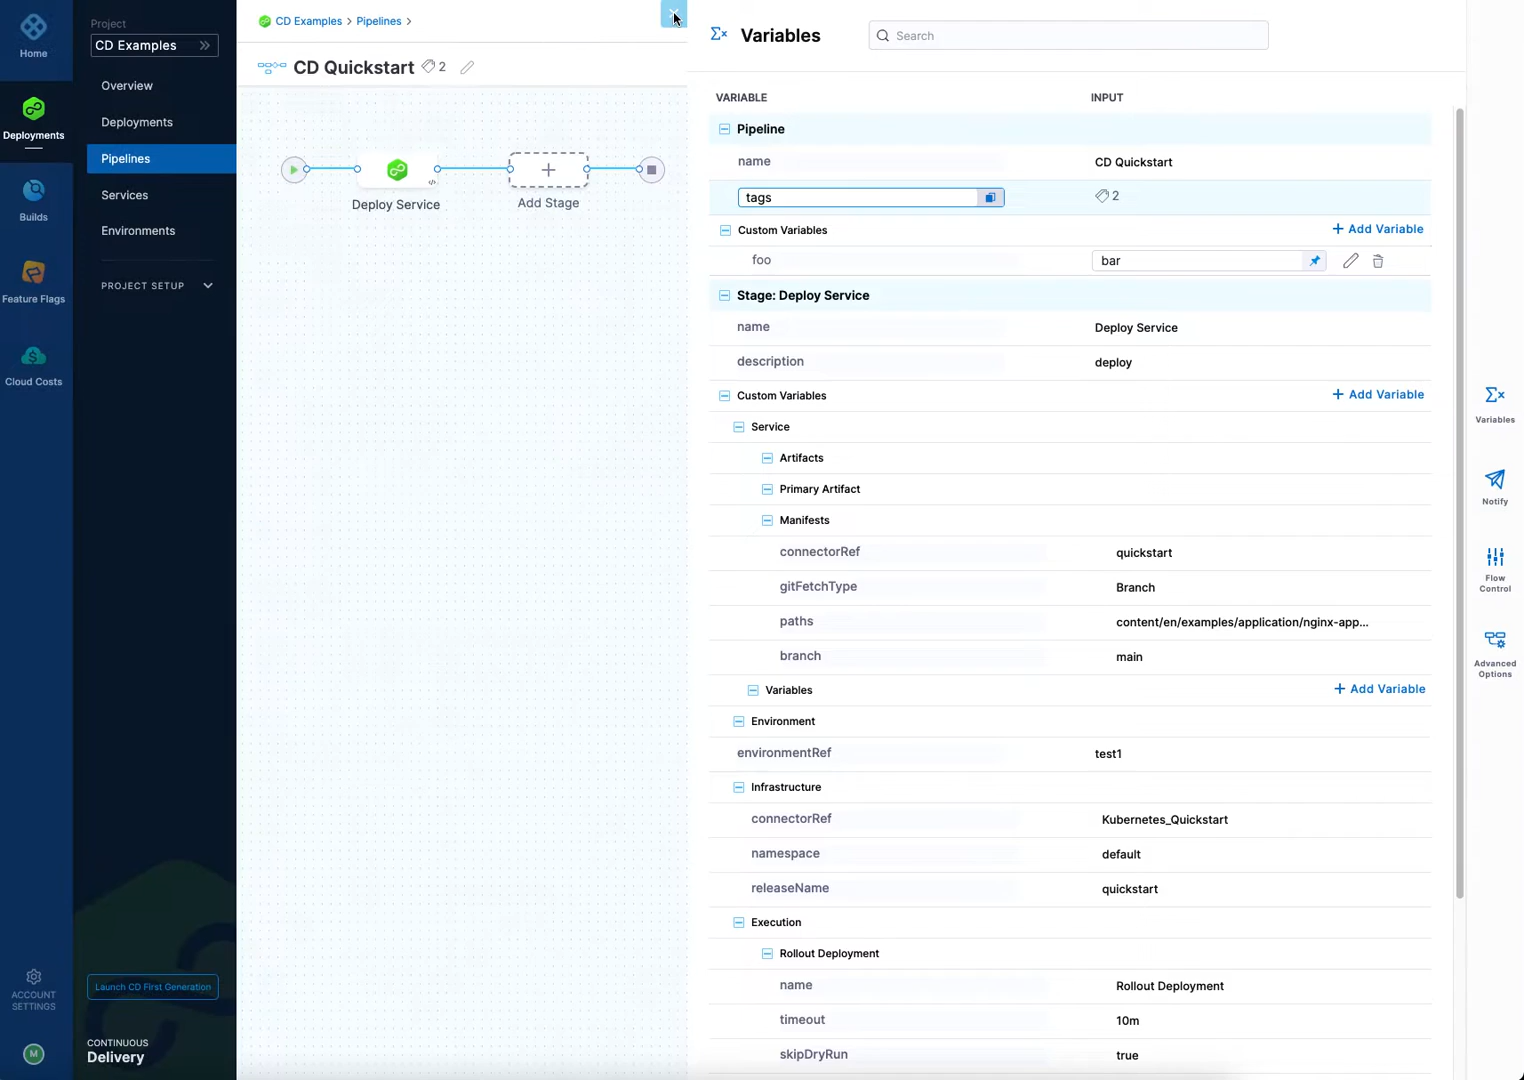 Home
Deployments
Builds
Feature Flags
Cloud Costs
ACCOUNT
SETTINGS
M
Project
CD Examples
Overview
Deployments
Pipelines
Services
Environments
PROJECT SETUP
Launch CD First Generation
CONTINUOUS
Delivery
CD Examples > Pipelines >
CD Quickstart 2
Deploy Service
Add Stage
Variables
Search
VARIABLE INPUT
Pipeline
name CD Quickstart
tags 2
Custom Variables + Add Variable
foo bar
Stage: Deploy Service
name Deploy Service
description deploy
Custom Variables + Add Variable
Service
Artifacts
Primary Artifact
Manifests
connectorRef quickstart
gitFetchType Branch
paths content/en/examples/application/nginx-app...
branch main
Variables + Add Variable
Environment
environmentRef test1
Infrastructure
connectorRef Kubernetes_Quickstart
namespace default
releaseName quickstart
Execution
Rollout Deployment
name Rollout Deployment
timeout 10m
skipDryRun true
Variables
Notify
Flow
Control
Advanced
Options